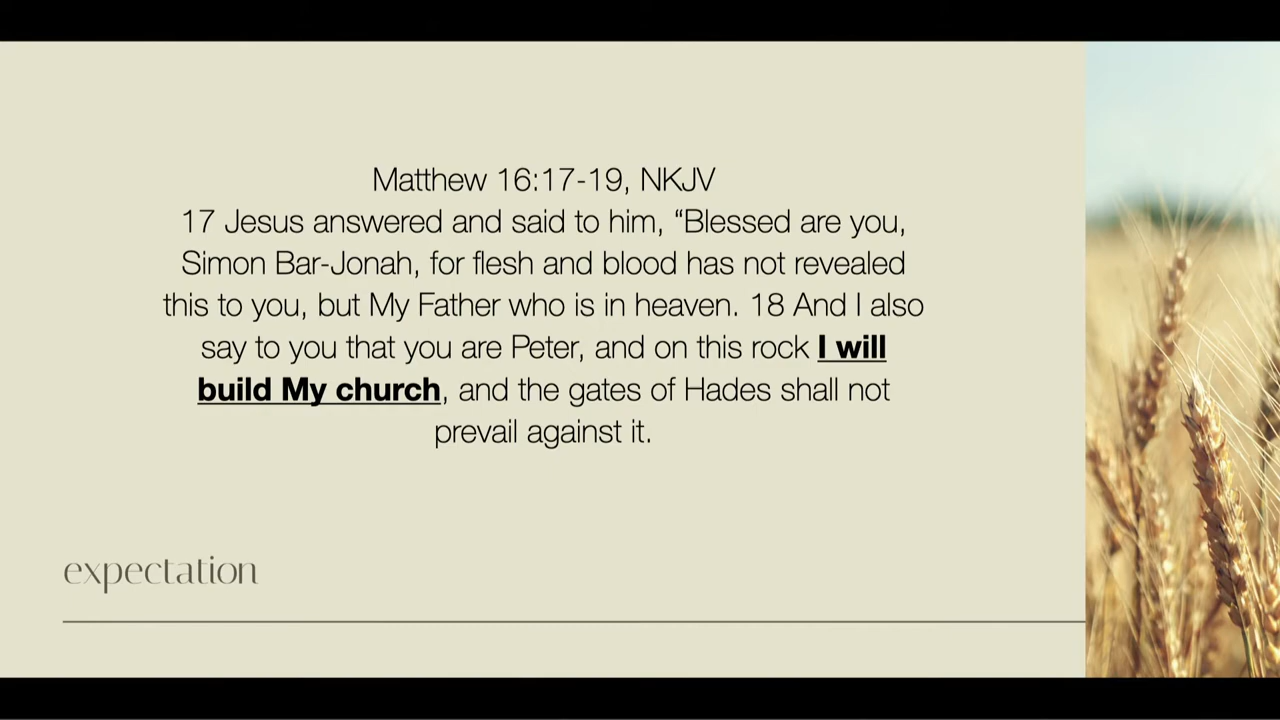 Matthew 16:17-19, NKJV
17 Jesus answered and said to him, “Blessed are you,
Simon Bar-Jonah, for flesh and blood has not revealed
this to you, but My Father who is in heaven. 18 And I also
say to you that you are Peter, and on this rock I will
build My church, and the gates of Hades shall not
prevail against it.
expectation